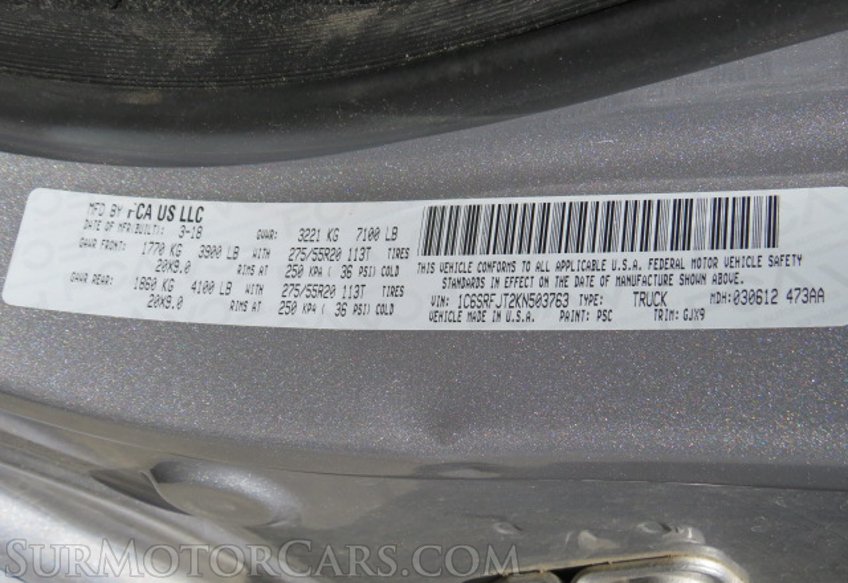 MFD BY FCA US LLC
DATE OF MFR.(BUILT): 3-18 GVWR: 3221 KG 7100 LB
GAWR FRONT: 1770 KG 3900 LB WITH 275/55R20 113T TIRES
20X9.0 RIMS AT 250 KPA ( 36 PSI) COLD
GAWR REAR: 1860 KG 4100 LB WITH 275/55R20 113T TIRES
20X9.0 RIMS AT 250 KPA ( 36 PSI) COLD
THIS VEHICLE CONFORMS TO ALL APPLICABLE U.S.A. FEDERAL MOTOR VEHICLE SAFETY
STANDARDS IN EFFECT ON THE DATE OF MANUFACTURE SHOWN ABOVE.
VIN: 1C6SRFJT2KN503763 TYPE: TRUCK MDH:030612 473AA
VEHICLE MADE IN U.S.A. PAINT: PSC TRIM: GJX9
SURMOTORCARS.COM